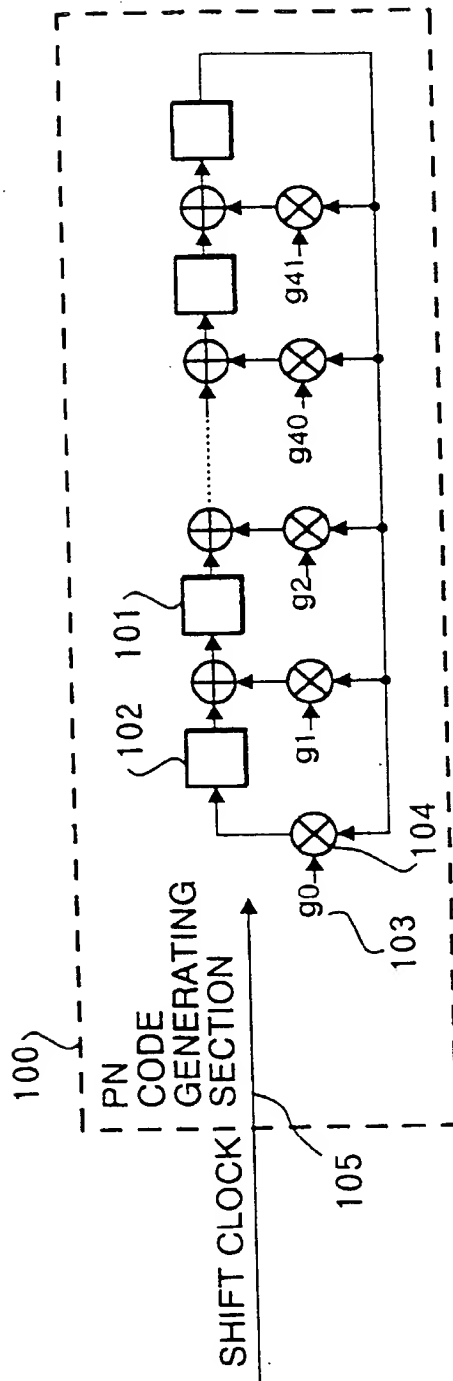 100
PN
CODE
GENERATING
SECTION
SHIFT CLOCK
105
102
101
g0
g1
g2
g40
g41
103
104